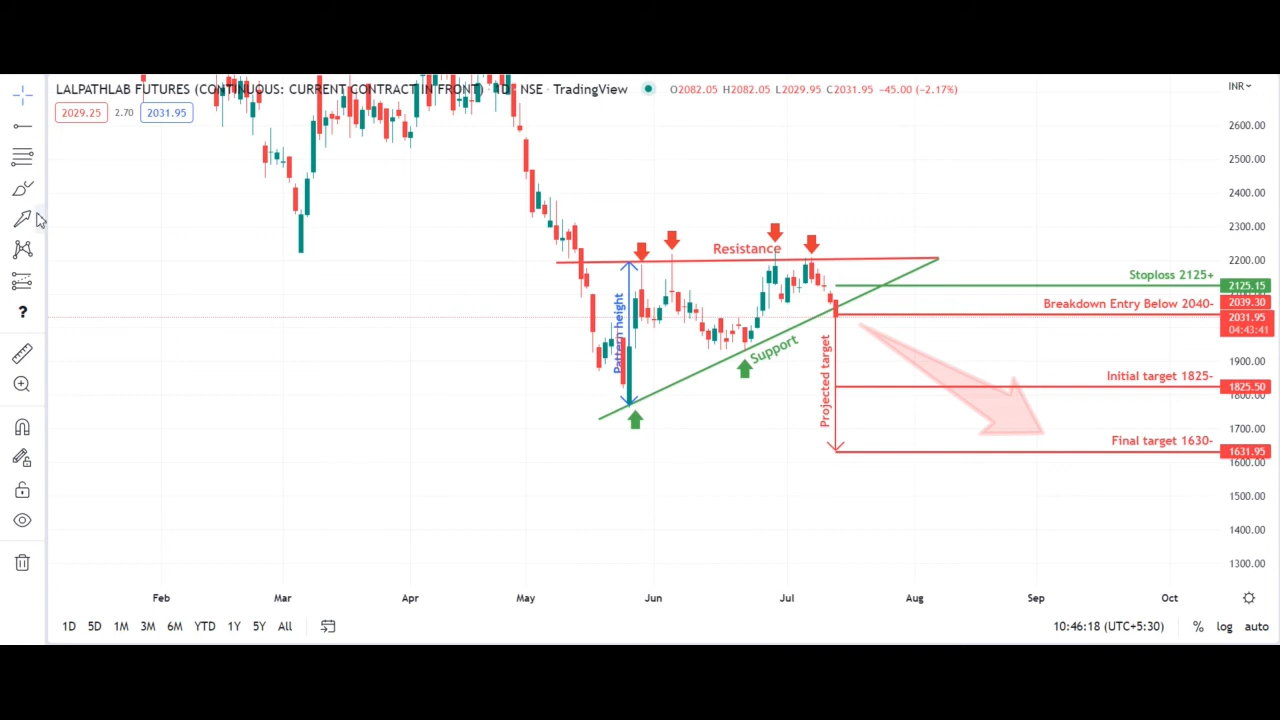 LALPATHLAB FUTURES (CONTINUOUS: CURRENT CONTRACT IN FRONT) · 1D · NSE · TradingView
O2082.05 H2082.05 L2029.95 C2031.95 −45.00 (−2.17%)
INR
2029.25 2.70 2031.95
2600.00
2500.00
2400.00
2300.00
2200.00
Resistance
Stoploss 2125+
2125.15
Breakdown Entry Below 2040-
2039.30
2031.95
04:43:41
Pattern height
Support
Projected target
1900.00
Initial target 1825-
1825.50
1800.00
1700.00
Final target 1630-
1631.95
1600.00
1500.00
1400.00
1300.00
Feb Mar Apr May Jun Jul Aug Sep Oct
1D 5D 1M 3M 6M YTD 1Y 5Y All
10:46:18 (UTC+5:30) % log auto